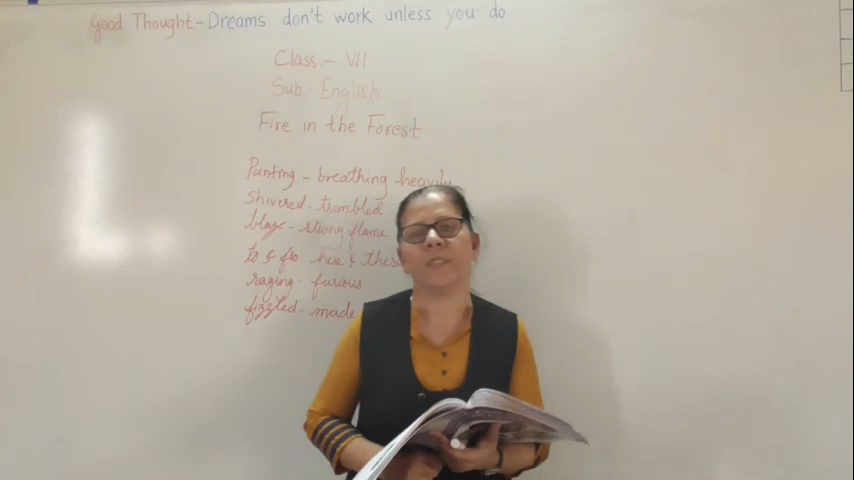 Good Thought - Dreams don't work unless you do
Class:- VII
Sub:- English
Fire in the Forest
Panting - breathing heavily
Shivered - trembled
blaze - strong flame
to & fro here & there
raging - furious
fizzled - made